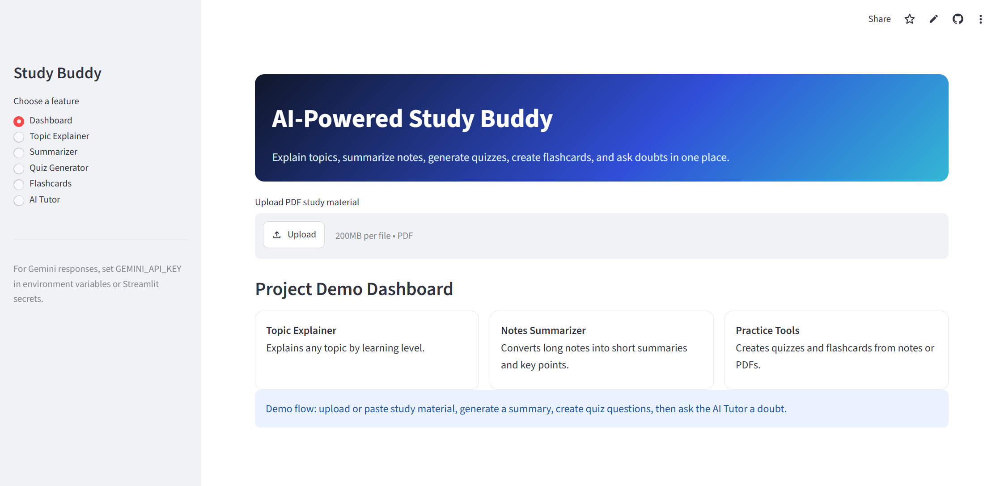 Share
Study Buddy
Choose a feature
Dashboard
Topic Explainer
Summarizer
Quiz Generator
Flashcards
AI Tutor
For Gemini responses, set GEMINI_API_KEY
in environment variables or Streamlit
secrets.
AI-Powered Study Buddy
Explain topics, summarize notes, generate quizzes, create flashcards, and ask doubts in one place.
Upload PDF study material
Upload
200MB per file • PDF
Project Demo Dashboard
Topic Explainer
Explains any topic by learning level.
Notes Summarizer
Converts long notes into short summaries
and key points.
Practice Tools
Creates quizzes and flashcards from notes or
PDFs.
Demo flow: upload or paste study material, generate a summary, create quiz questions, then ask the AI Tutor a doubt.